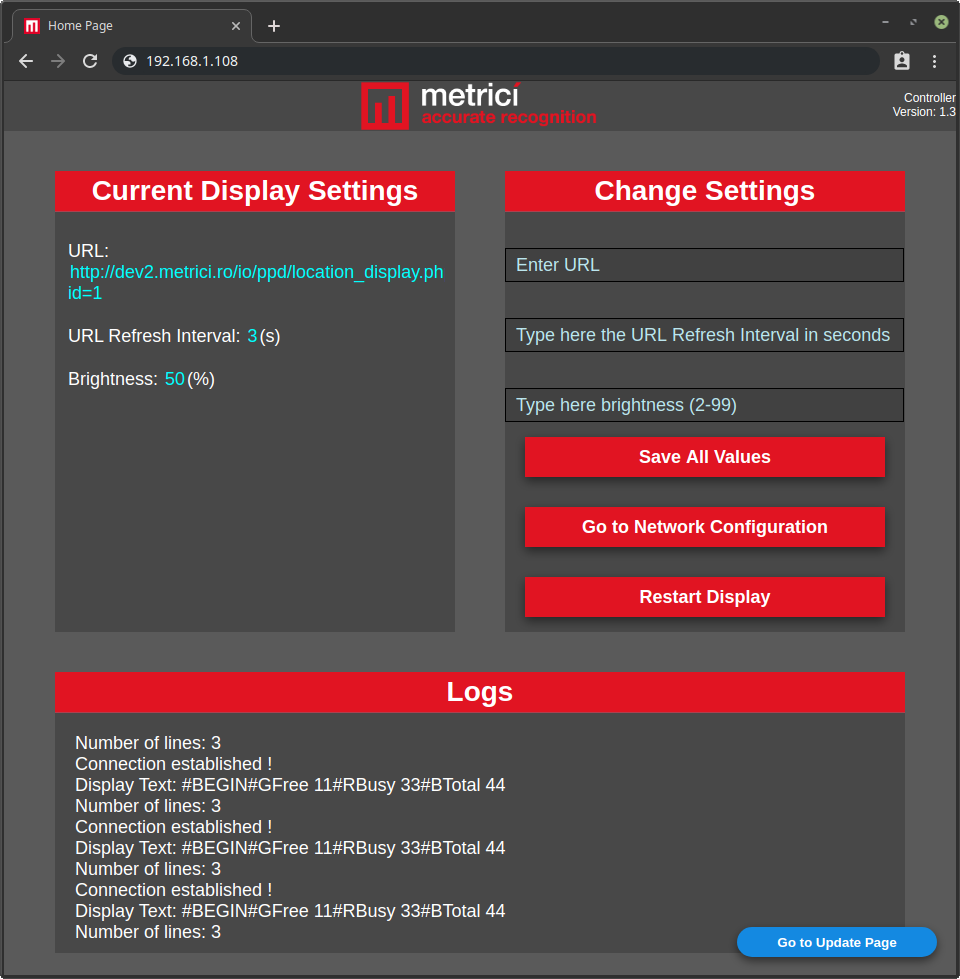 Home Page
192.168.1.108
metrici
accurate recognition
Controller
Version: 1.3
Current Display Settings
URL:
http://dev2.metrici.ro/io/ppd/location_display.ph
id=1
URL Refresh Interval: 3(s)
Brightness: 50(%)
Change Settings
Enter URL
Type here the URL Refresh Interval in seconds
Type here brightness (2-99)
Save All Values
Go to Network Configuration
Restart Display
Logs
Number of lines: 3
Connection established !
Display Text: #BEGIN#GFree 11#RBusy 33#BTotal 44
Number of lines: 3
Connection established !
Display Text: #BEGIN#GFree 11#RBusy 33#BTotal 44
Number of lines: 3
Connection established !
Display Text: #BEGIN#GFree 11#RBusy 33#BTotal 44
Number of lines: 3
Go to Update Page